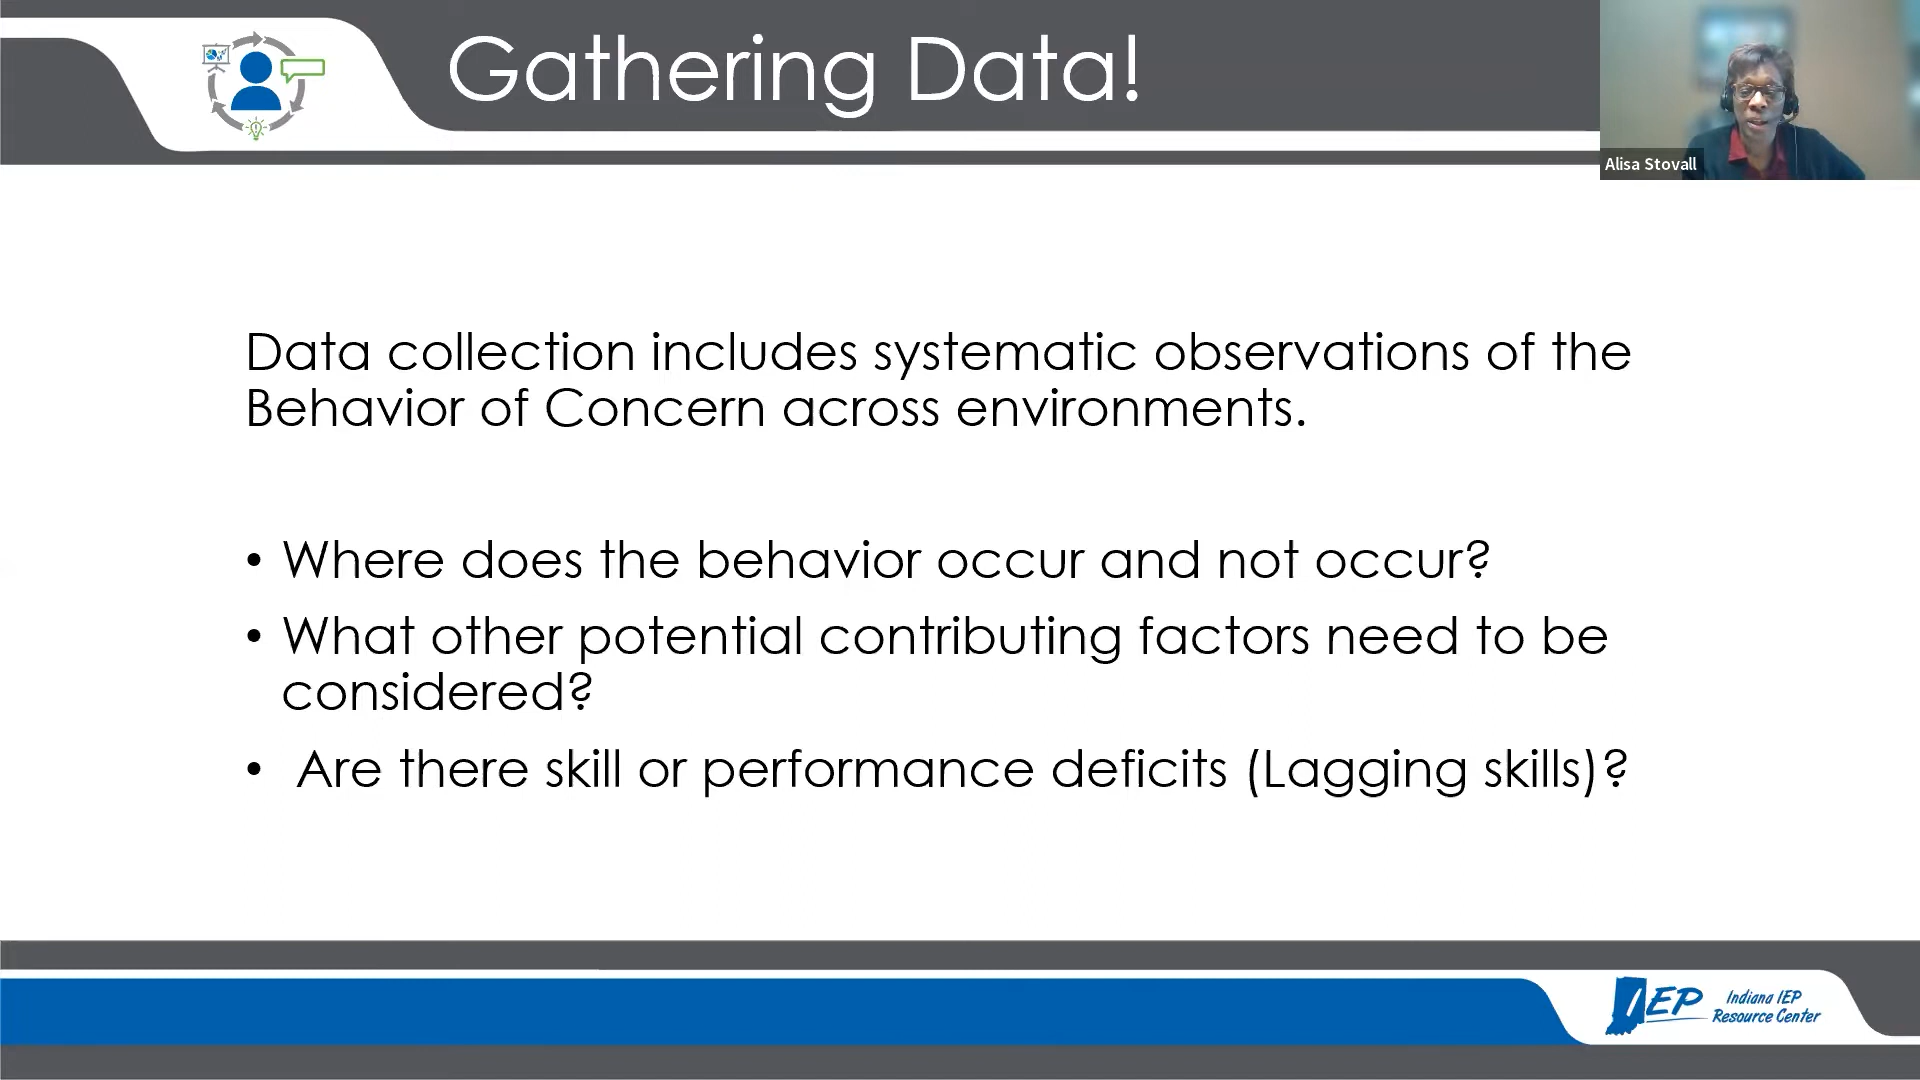 Gathering Data!
Alisa Stovall
Data collection includes systematic observations of the
Behavior of Concern across environments.
• Where does the behavior occur and not occur?
• What other potential contributing factors need to be
considered?
• Are there skill or performance deficits (Lagging skills)?
IEP
Indiana IEP
Resource Center